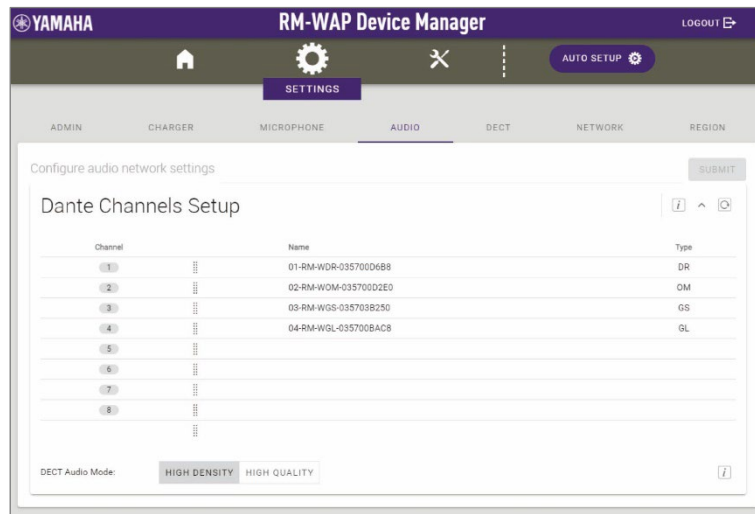 YAMAHA RM-WAP Device Manager LOGOUT
AUTO SETUP
SETTINGS
ADMIN CHARGER MICROPHONE AUDIO DECT NETWORK REGION
Configure audio network settings SUBMIT
Dante Channels Setup i
Channel Name Type
1 01-RM-WDR-035700D6B8 DR
2 02-RM-WOM-035700D2E0 OM
3 03-RM-WGS-035703B250 GS
4 04-RM-WGL-035700BAC8 GL
5
6
7
8
DECT Audio Mode: HIGH DENSITY HIGH QUALITY i